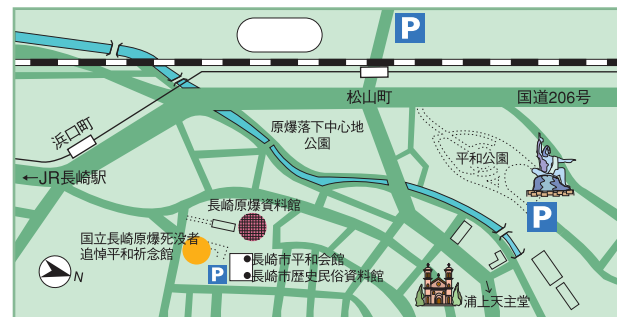 P
松山町
国道206号
浜口町
原爆落下中心地
公園
平和公園
←JR長崎駅
長崎原爆資料館
P
国立長崎原爆死没者
追悼平和祈念館
P
長崎市平和会館
長崎市歴史民俗資料館
N
浦上天主堂